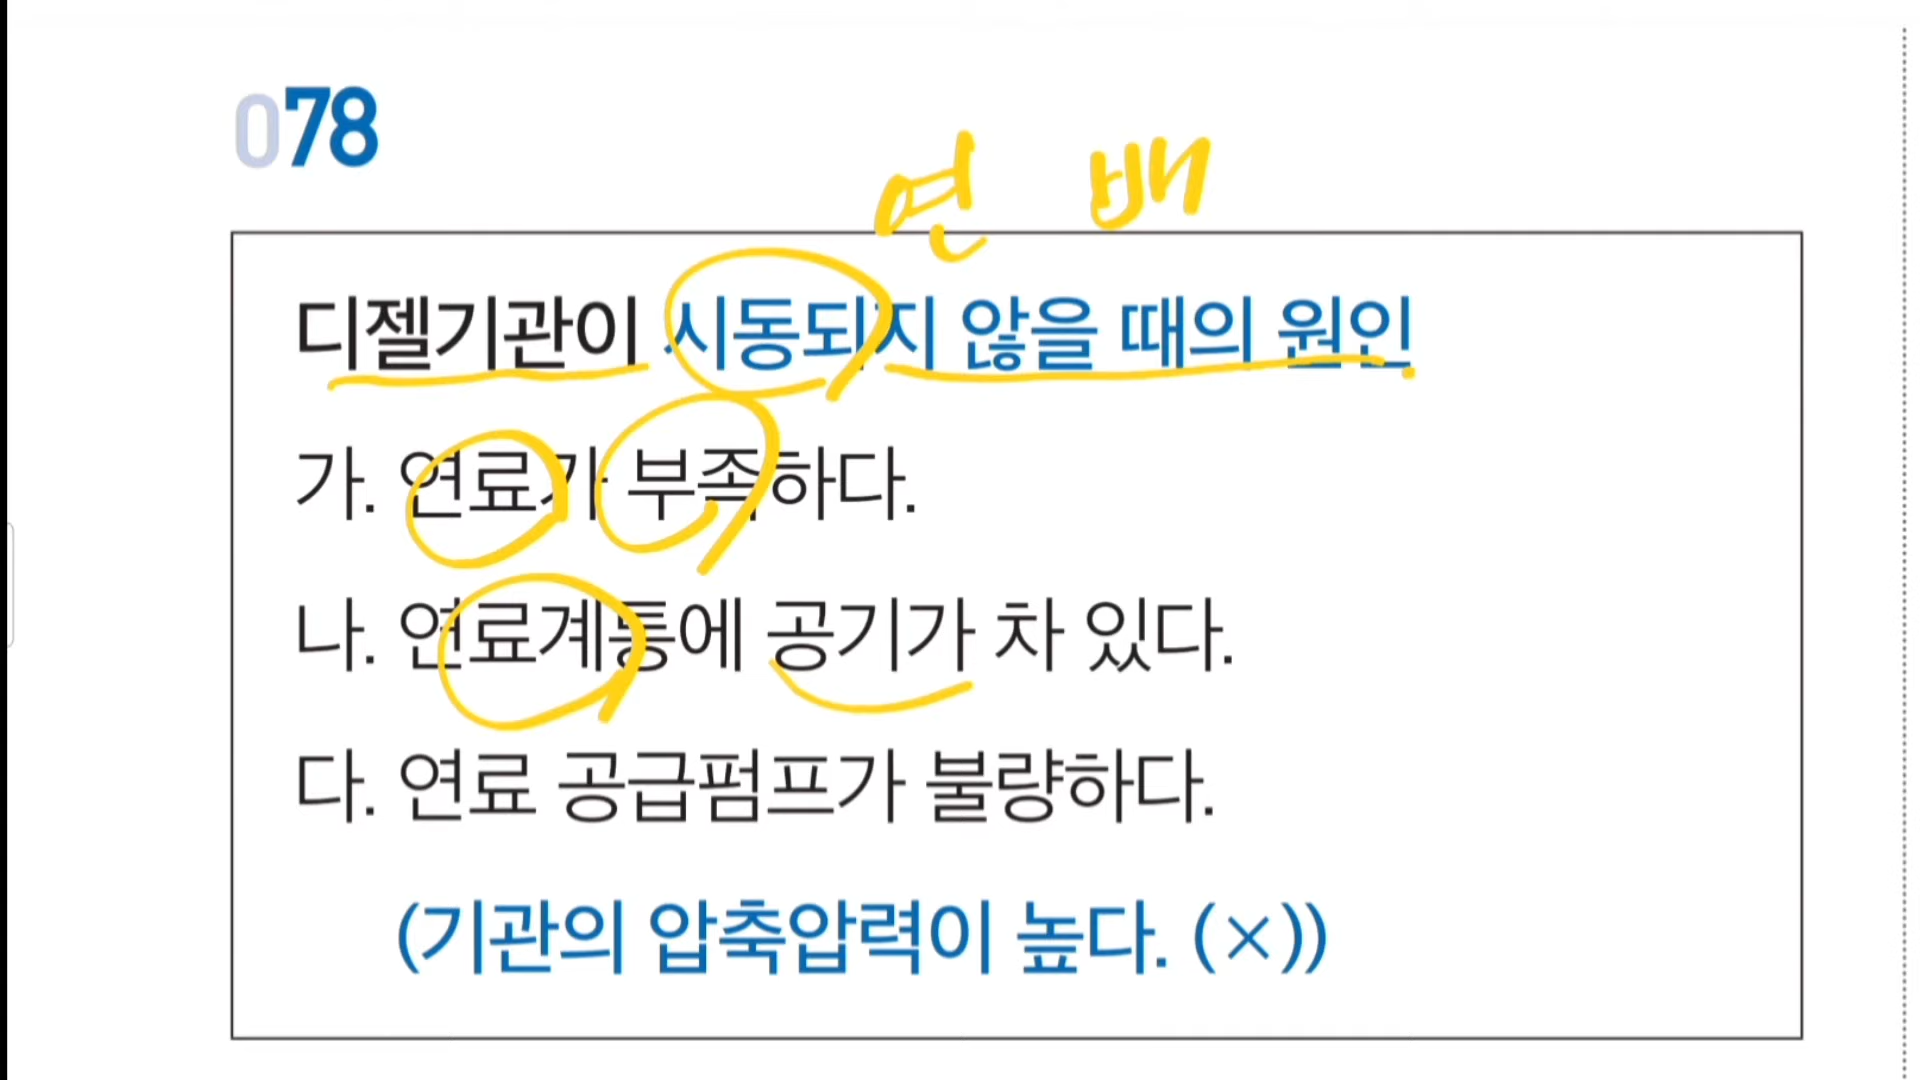 078
연 배
디젤기관이 시동되지 않을 때의 원인
가. 연료가 부족하다.
나. 연료계통에 공기가 차 있다.
다. 연료 공급펌프가 불량하다.
(기관의 압축압력이 높다. (×))